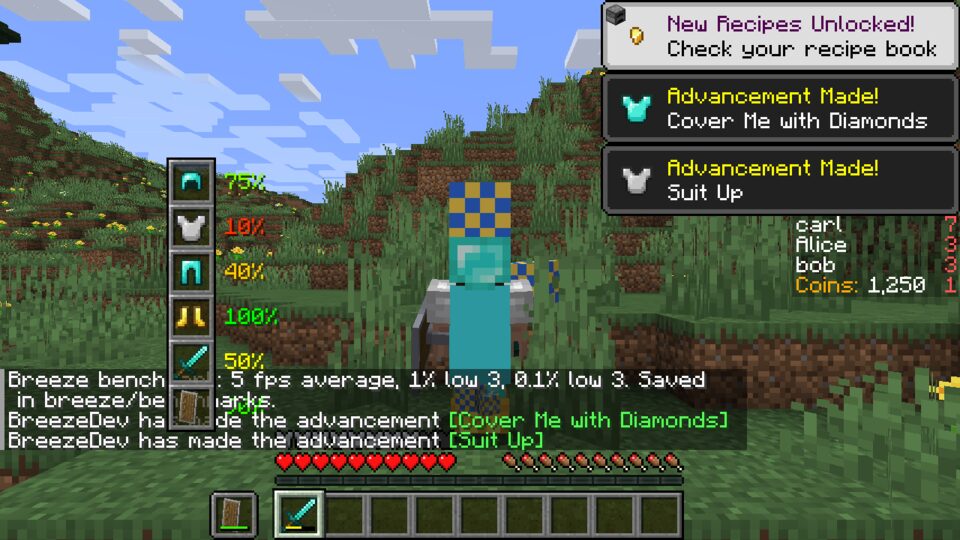 New Recipes Unlocked!
Check your recipe book
Advancement Made!
Cover Me with Diamonds
Advancement Made!
Suit Up
75%
10%
40%
100%
50%
carl 7
Alice 3
bob 3
Coins: 1,250 1
Breeze bench : 5 fps average, 1% low 3, 0.1% low 3. Saved
in breeze/be marks.
BreezeDev ha de the advancement [Cover Me with Diamonds]
BreezeDev has made the advancement [Suit Up]